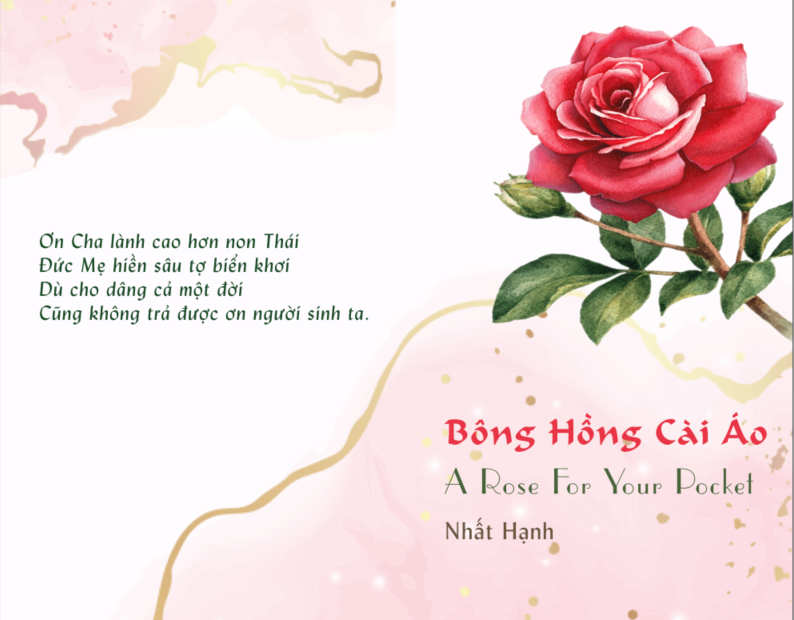 Ơn Cha lành cao hơn non Thái
Đức Mẹ hiền sâu tợ biển khơi
Dù cho dâng cả một đời
Cũng không trả được ơn người sinh ta.
Bông Hồng Cài Áo
A Rose For Your Pocket
Nhất Hạnh